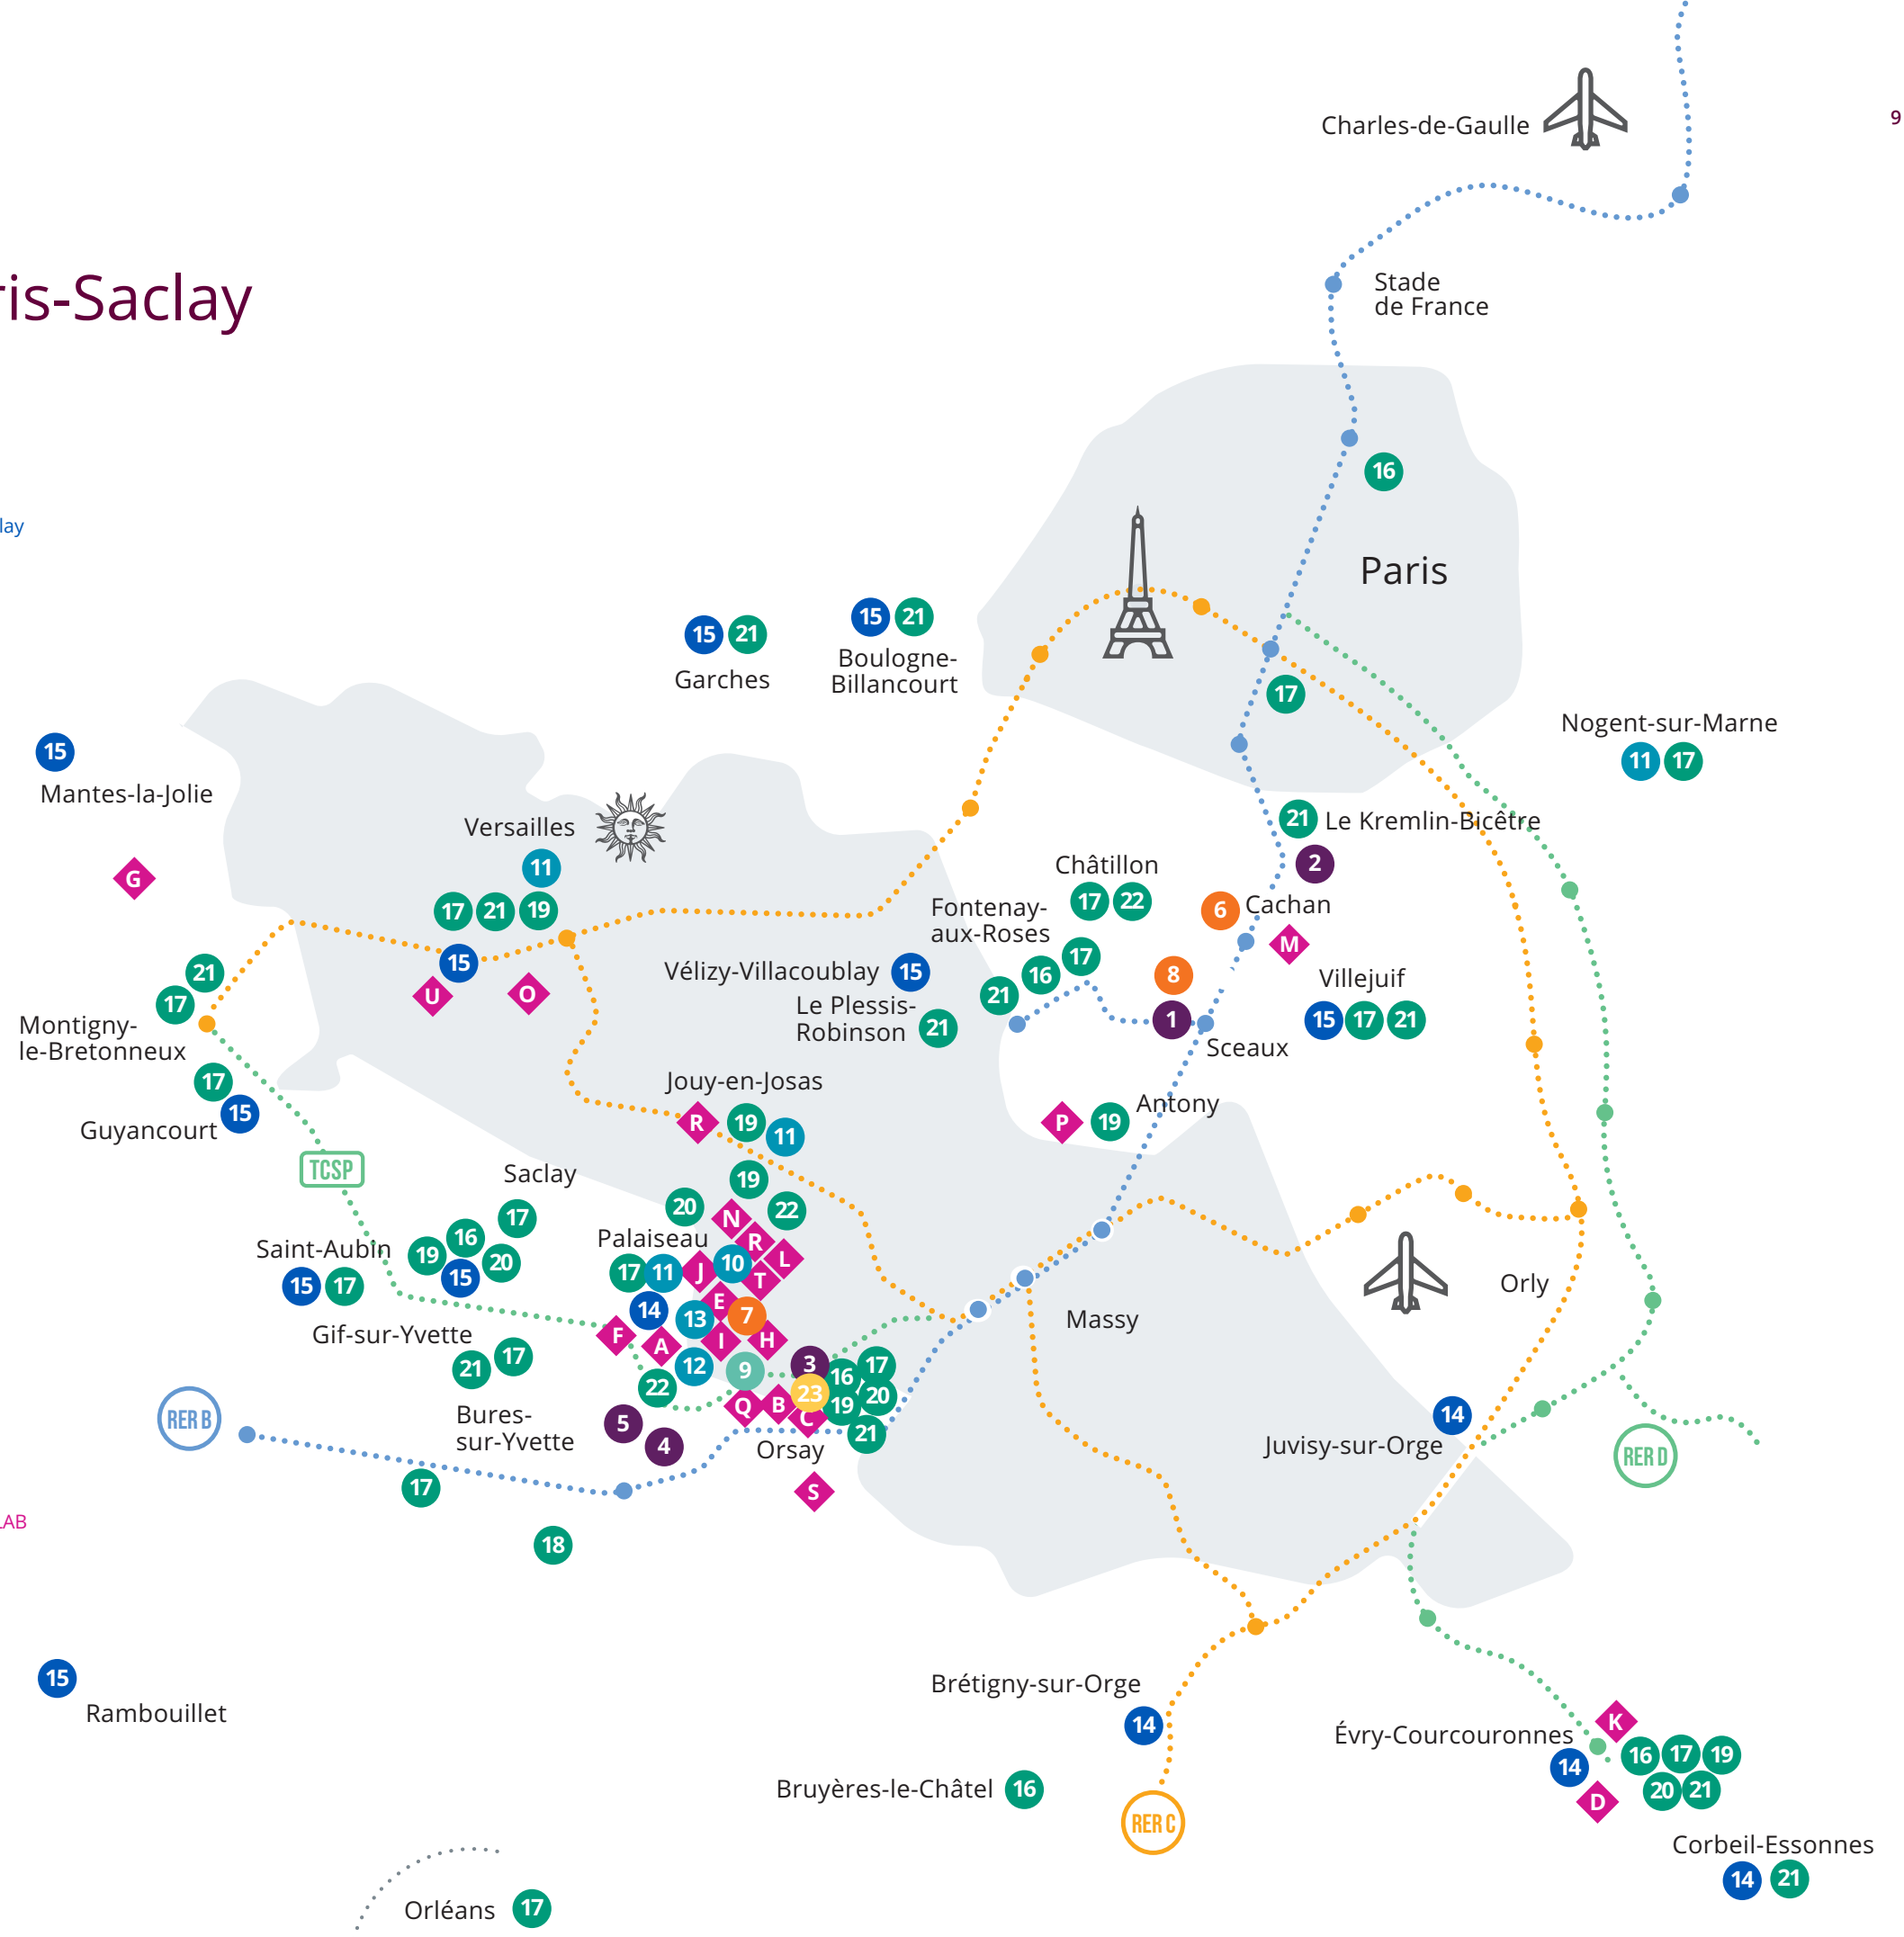 Charles-de-Gaulle
9
Stade
de France
ris-Saclay
16
lay
Paris
15 21
Garches
15 21
Boulogne-
Billancourt
17
Nogent-sur-Marne
11 17
15
Mantes-la-Jolie
Versailles
11
17 21 19
15
U O
G
21 Le Kremlin-Bicêtre
2
Châtillon
17 22
6 Cachan
M
Fontenay-
aux-Roses
17
16
21
Vélizy-Villacoublay 15
Le Plessis-
Robinson 21
8
1
Sceaux
Villejuif
15 17 21
21
17
Montigny-
le-Bretonneux
17
15
Guyancourt
Jouy-en-Josas
R 19 11
P 19 Antony
TCSP
Saclay
17
16
19 20
15
Saint-Aubin
15 17
19
20 22
N
R
L
Palaiseau
17 11 J 10 T
E
14 13 7
F A I H
12
9 3
22
16 17
23 20
19
Q B C
21
Orsay
S
Gif-sur-Yvette
21 17
Bures-
sur-Yvette
5
4
RER B
17
18
Massy
Orly
14
Juvisy-sur-Orge
RER D
LAB
15
Rambouillet
Brétigny-sur-Orge
14
Bruyères-le-Châtel 16
RER C
Évry-Courcouronnes
K
14
D
16 17 19
20 21
Corbeil-Essonnes
14 21
Orléans 17